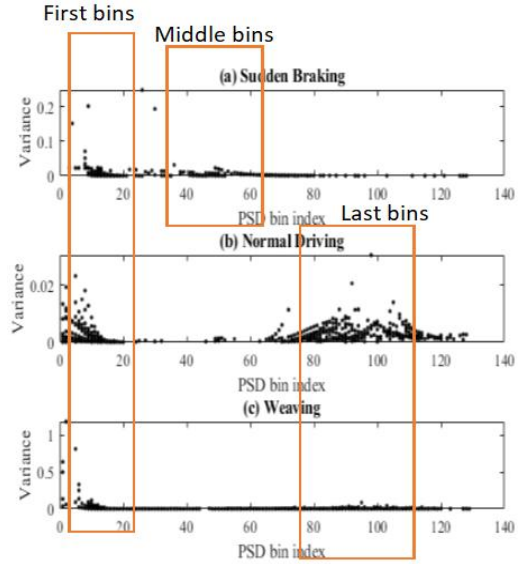 First bins
Middle bins
(a) Sudden Braking
Variance
0.2
0.1
0
0 20 40 60 80 100 120 140
PSD bin index
Last bins
(b) Normal Driving
Variance
0.02
0
0 20 40 60 80 100 120 140
PSD bin index
(c) Weaving
Variance
1
0.5
0
0 20 40 60 80 100 120 140
PSD bin index